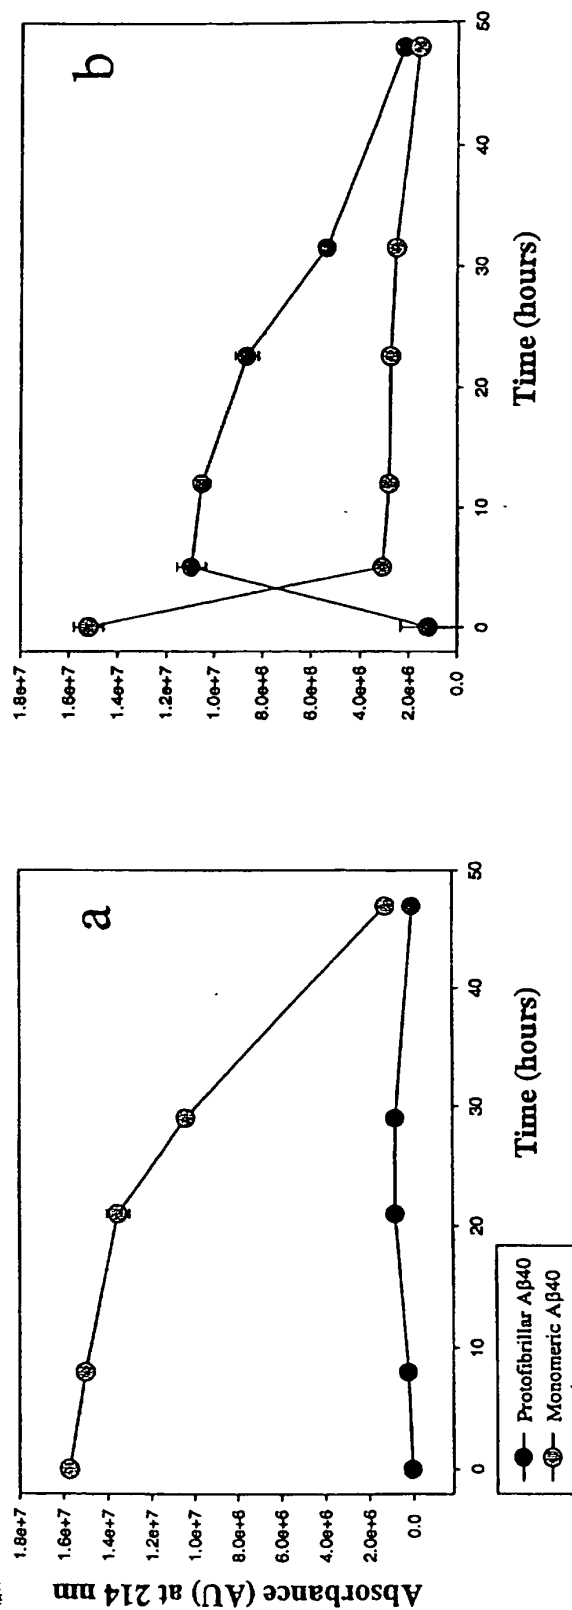 a
Absorbance (AU) at 214 nm
1.8e+7
1.6e+7
1.4e+7
1.2e+7
1.0e+7
8.0e+6
6.0e+6
4.0e+6
2.0e+6
0.0
0 10 20 30 40 50
Time (hours)
Protofibrillar Aβ40
Monomeric Aβ40
b
1.8e+7
1.6e+7
1.4e+7
1.2e+7
1.0e+7
8.0e+6
6.0e+6
4.0e+6
2.0e+6
0.0
0 10 20 30 40 50
Time (hours)